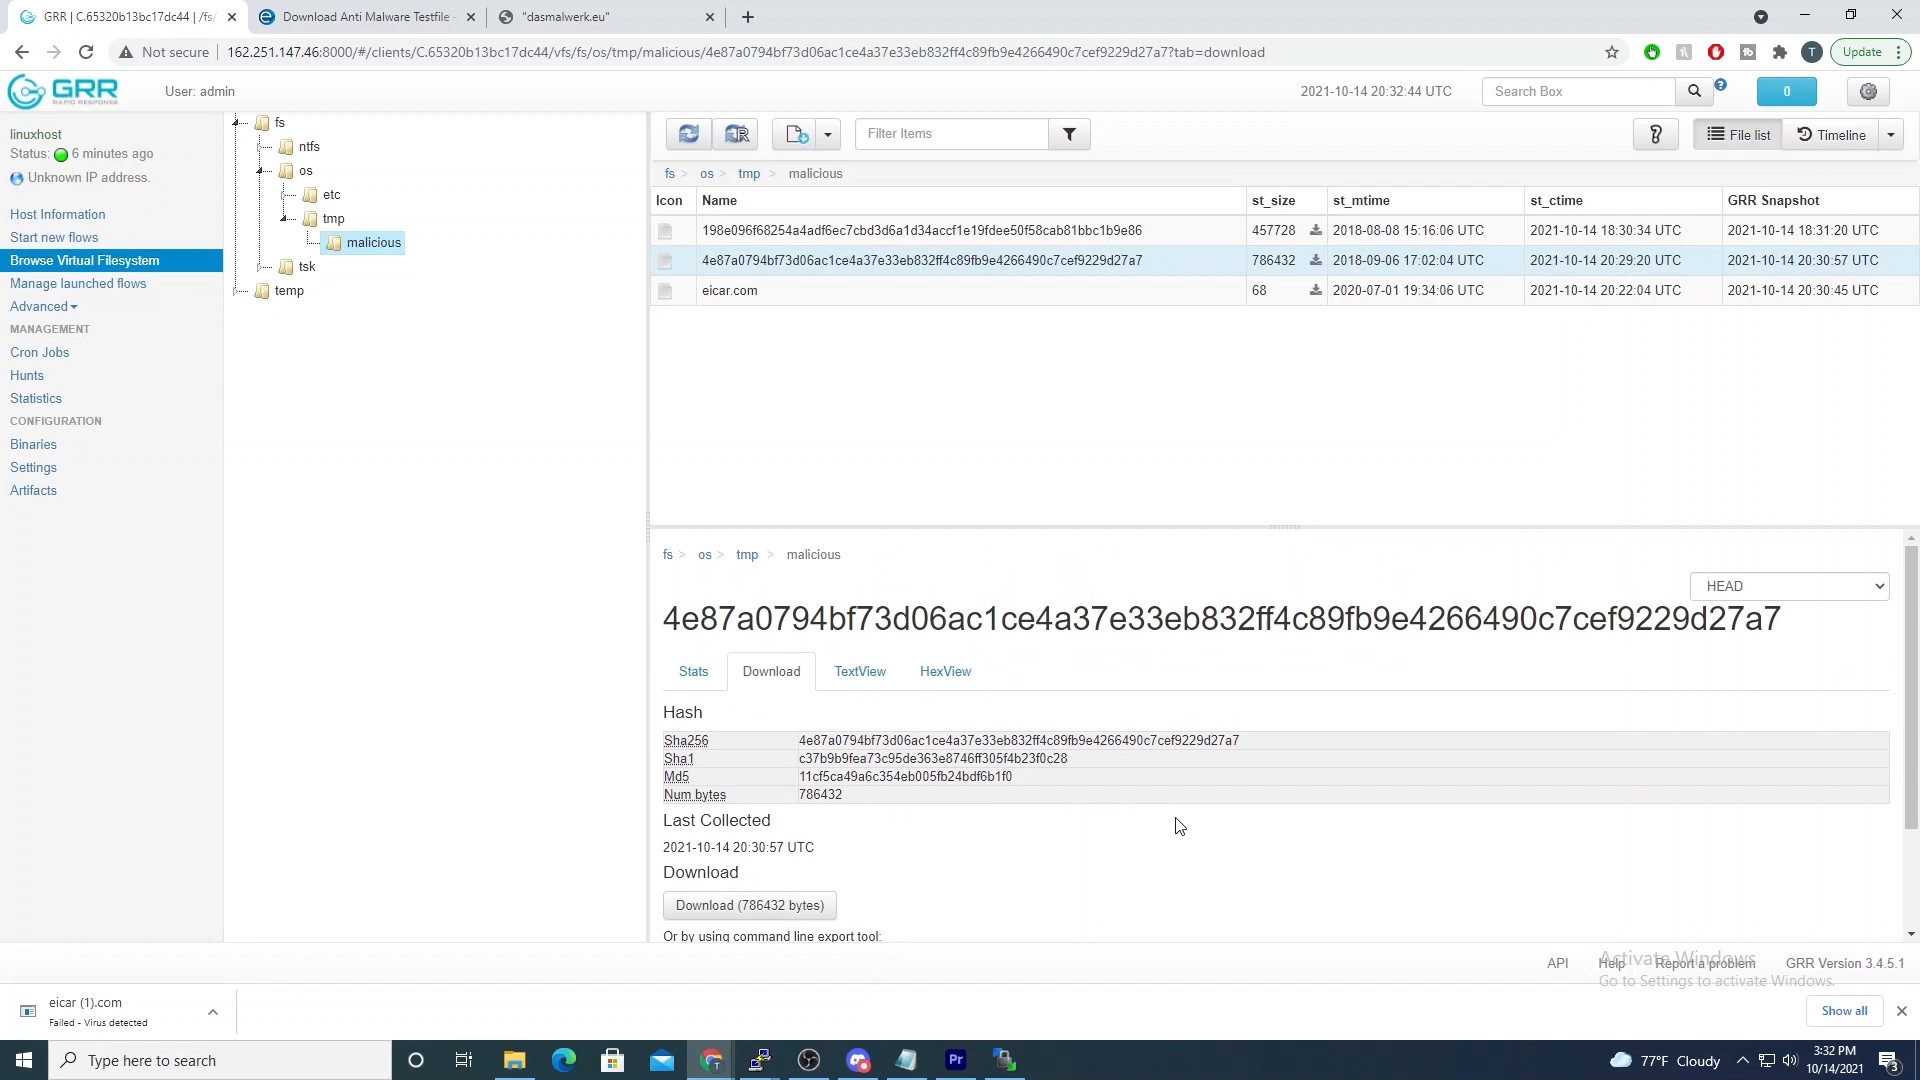 GRR | C.65320b13bc17dc44 | /fs/
Download Anti Malware Testfile -
"dasmalwerk.eu"
Not secure
162.251.147.46:8000/#/clients/C.65320b13bc17dc44/vfs/fs/os/tmp/malicious/4e87a0794bf73d06ac1ce4a37e33eb832ff4c89fb9e4266490c7cef9229d27a7?tab=download
T
Update
GRR
RAPID RESPONSE
User: admin
2021-10-14 20:32:44 UTC
Search Box
0
linuxhost
Status: 6 minutes ago
Unknown IP address.
Host Information
Start new flows
Browse Virtual Filesystem
Manage launched flows
Advanced
MANAGEMENT
Cron Jobs
Hunts
Statistics
CONFIGURATION
Binaries
Settings
Artifacts
fs
ntfs
os
etc
tmp
malicious
tsk
temp
Filter Items
File list
Timeline
fs > os > tmp > malicious
Icon Name st_size st_mtime st_ctime GRR Snapshot
198e096f68254a4adf6ec7cbd3d6a1d34accf1e19fdee50f58cab81bbc1b9e86 457728 2018-08-08 15:16:06 UTC 2021-10-14 18:30:34 UTC 2021-10-14 18:31:20 UTC
4e87a0794bf73d06ac1ce4a37e33eb832ff4c89fb9e4266490c7cef9229d27a7 786432 2018-09-06 17:02:04 UTC 2021-10-14 20:29:20 UTC 2021-10-14 20:30:57 UTC
eicar.com 68 2020-07-01 19:34:06 UTC 2021-10-14 20:22:04 UTC 2021-10-14 20:30:45 UTC
fs > os > tmp > malicious
HEAD
4e87a0794bf73d06ac1ce4a37e33eb832ff4c89fb9e4266490c7cef9229d27a7
Stats Download TextView HexView
Hash
Sha256 4e87a0794bf73d06ac1ce4a37e33eb832ff4c89fb9e4266490c7cef9229d27a7
Sha1 c37b9b9fea73c95de363e8746ff305f4b23f0c28
Md5 11cf5ca49a6c354eb005fb24bdf6b1f0
Num bytes 786432
Last Collected
2021-10-14 20:30:57 UTC
Download
Download (786432 bytes)
Or by using command line export tool:
API Help Report a problem GRR Version 3.4.5.1
Activate Windows
Go to Settings to activate Windows.
eicar (1).com
Failed - Virus detected
Show all
Type here to search
Pr
77°F Cloudy
3:32 PM
10/14/2021
3